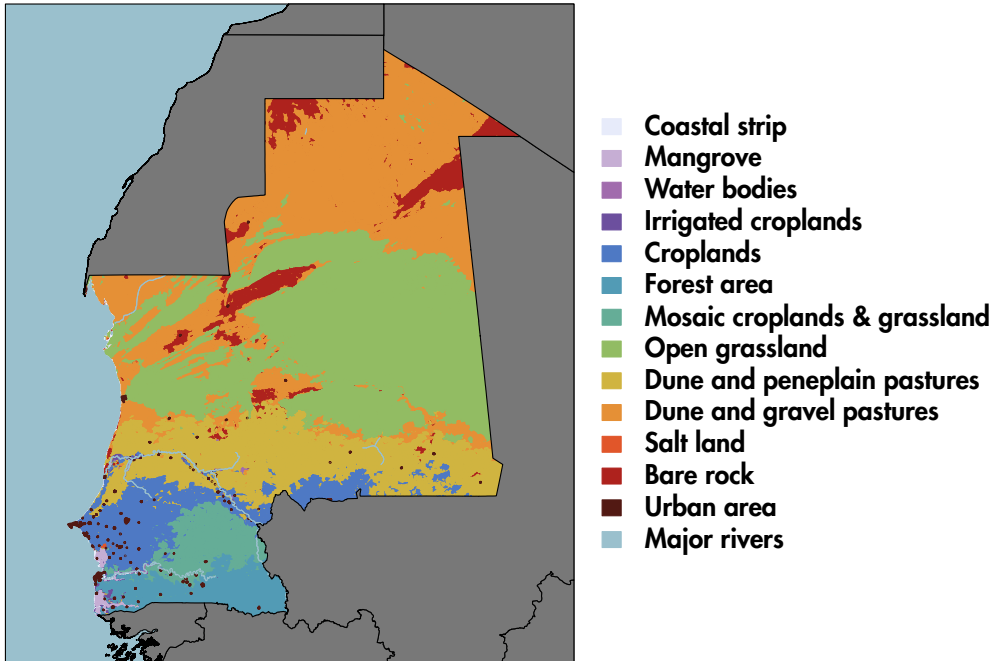 Coastal strip
Mangrove
Water bodies
Irrigated croplands
Croplands
Forest area
Mosaic croplands & grassland
Open grassland
Dune and peneplain pastures
Dune and gravel pastures
Salt land
Bare rock
Urban area
Major rivers